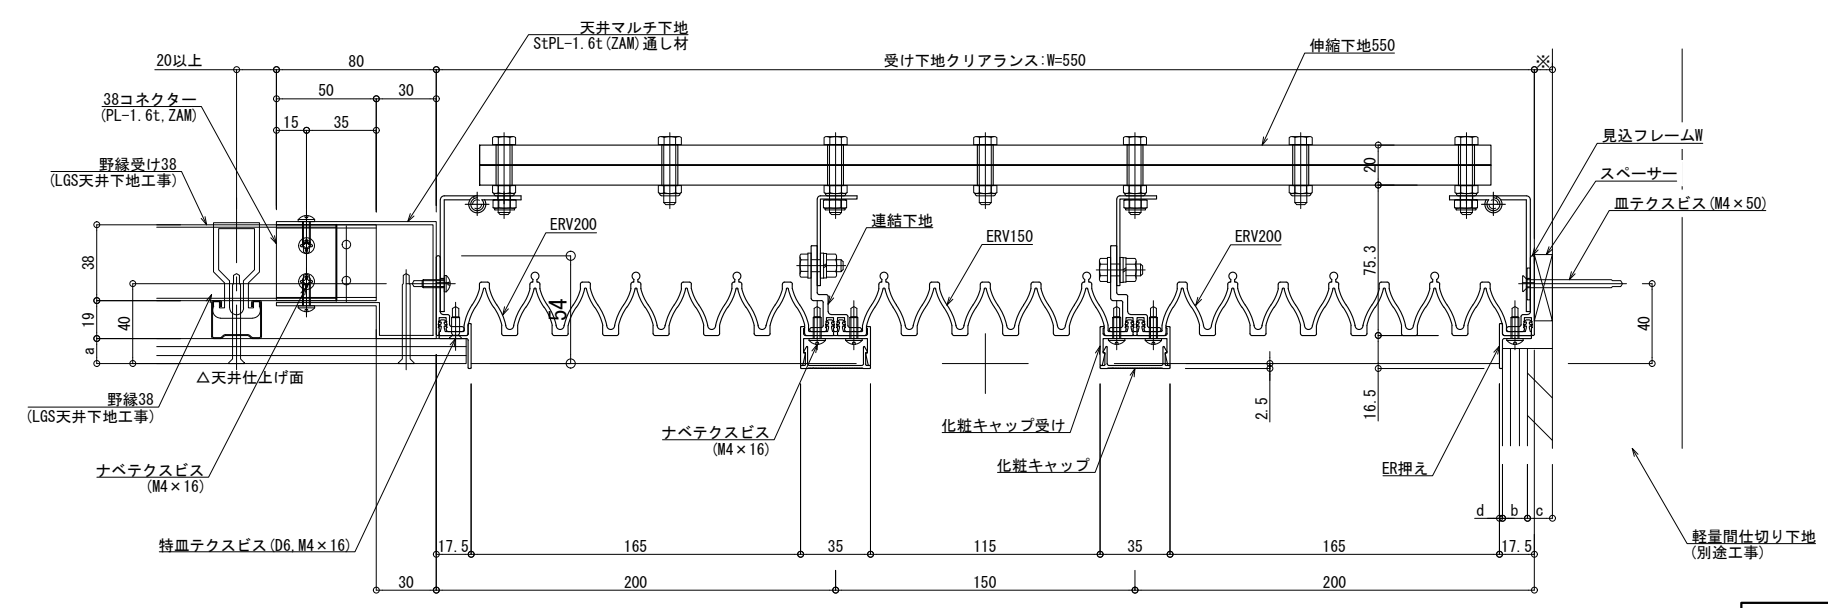 天井マルチ下地
StPL-1.6t(ZAM)通し材
20以上
80
受け下地クリアランス:W=550
伸縮下地550
※
50
30
38コネクター
(PL-1.6t,ZAM)
15
35
見込フレームW
20
野縁受け38
(LGS天井下地工事)
スペーサー
皿テクスビス(M4×50)
ERV200
連結下地
ERV150
ERV200
38
75.3
54
19
40
40
a
△天井仕上げ面
野縁38
(LGS天井下地工事)
2.5
16.5
化粧キャップ受け
ナベテクスビス
(M4×16)
化粧キャップ
ER押え
ナベテクスビス
(M4×16)
d
b
c
特皿テクスビス(D6,M4×16)
17.5
165
35
115
35
165
17.5
軽量間仕切り下地
(別途工事)
30
200
150
200